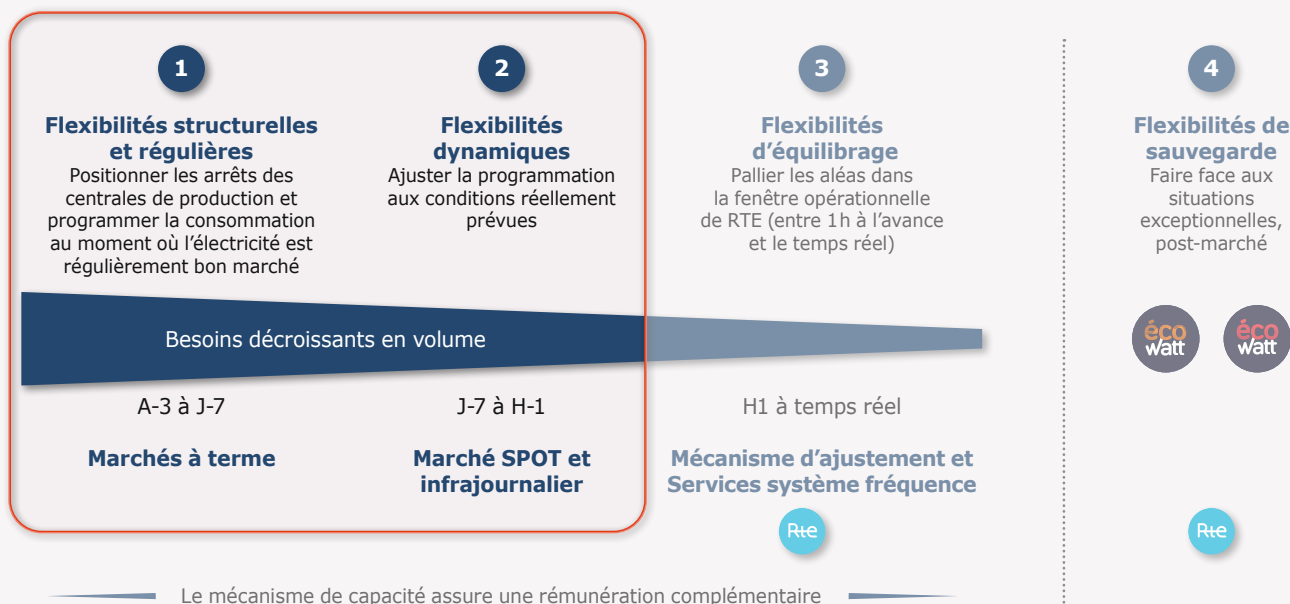 1
Flexibilités structurelles
et régulières
Positionner les arrêts des
centrales de production et
programmer la consommation
au moment où l’électricité est
régulièrement bon marché
2
Flexibilités
dynamiques
Ajuster la programmation
aux conditions réellement
prévues
3
Flexibilités
d’équilibrage
Pallier les aléas dans
la fenêtre opérationnelle
de RTE (entre 1h à l’avance
et le temps réel)
4
Flexibilités de
sauvegarde
Faire face aux
situations
exceptionnelles,
post-marché
Besoins décroissants en volume
éco
watt
éco
watt
A-3 à J-7
J-7 à H-1
H1 à temps réel
Marchés à terme
Marché SPOT et
infrajournalier
Mécanisme d’ajustement et
Services système fréquence
Rte
Rte
Le mécanisme de capacité assure une rémunération complémentaire